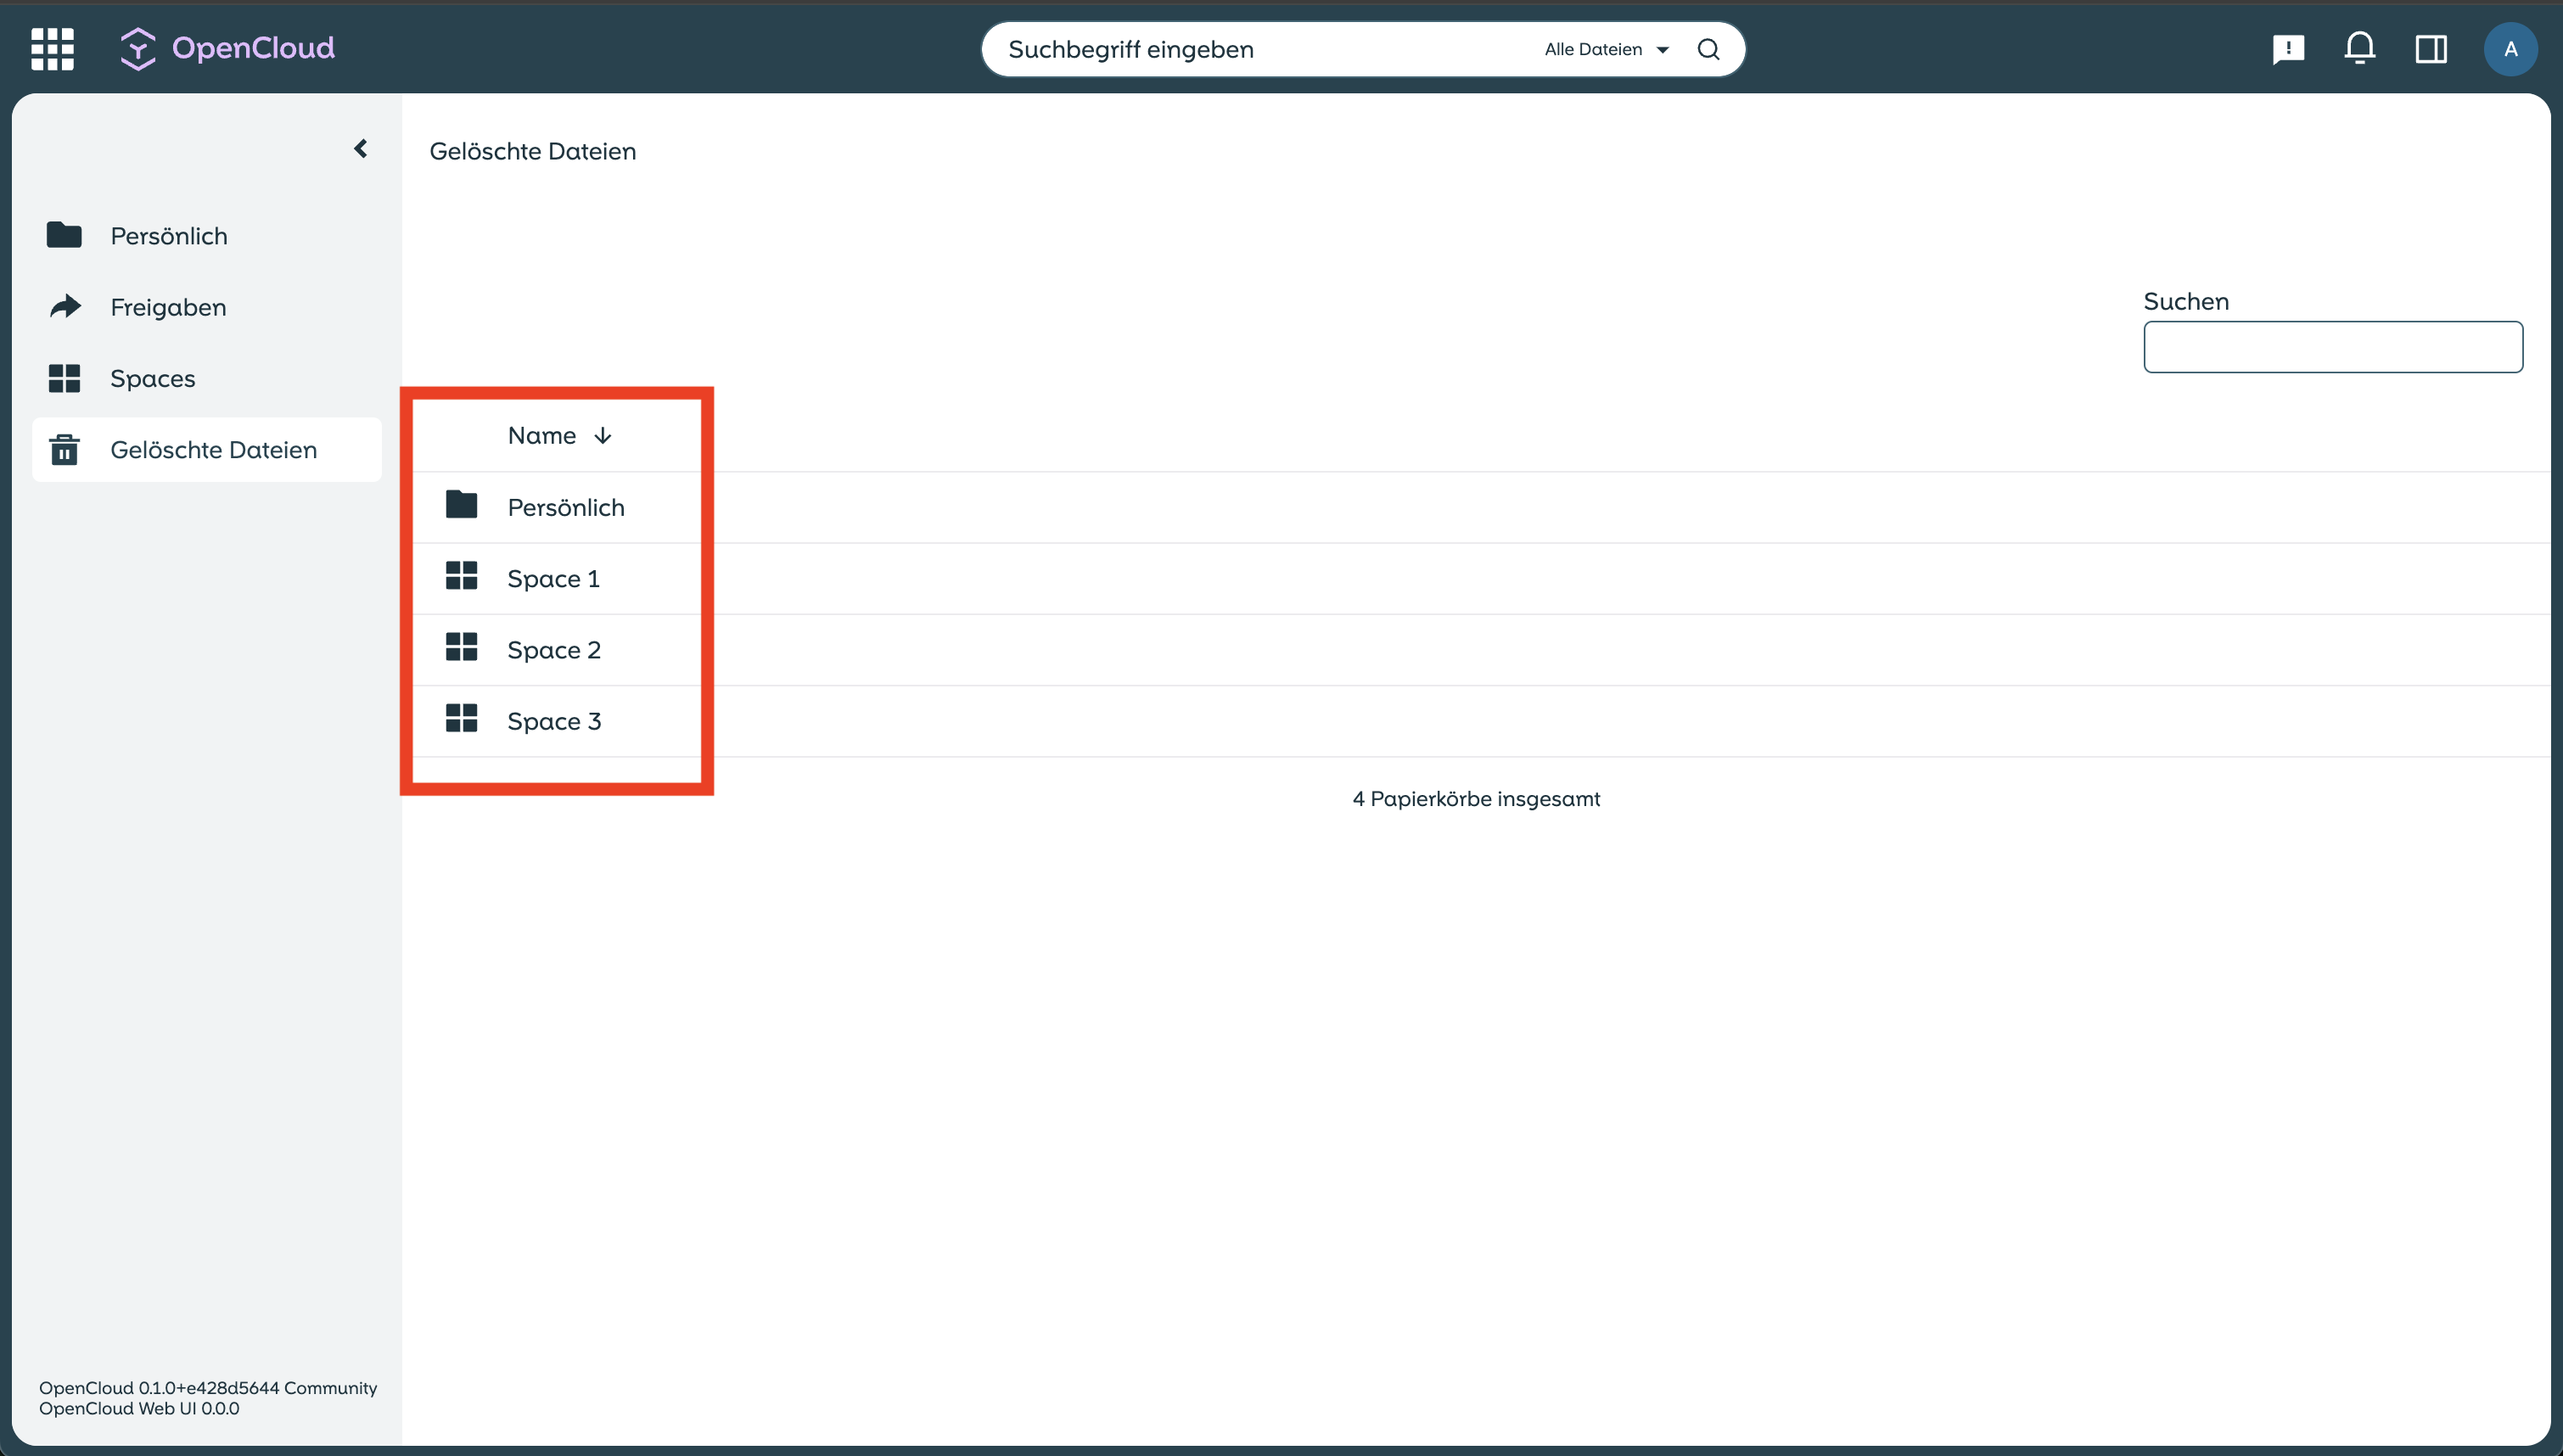 OpenCloud
Suchbegriff eingeben
Alle Dateien
A
Gelöschte Dateien
Persönlich
Freigaben
Spaces
Gelöschte Dateien
Suchen
Name
Persönlich
Space 1
Space 2
Space 3
4 Papierkörbe insgesamt
OpenCloud 0.1.0+e428d5644 Community
OpenCloud Web UI 0.0.0